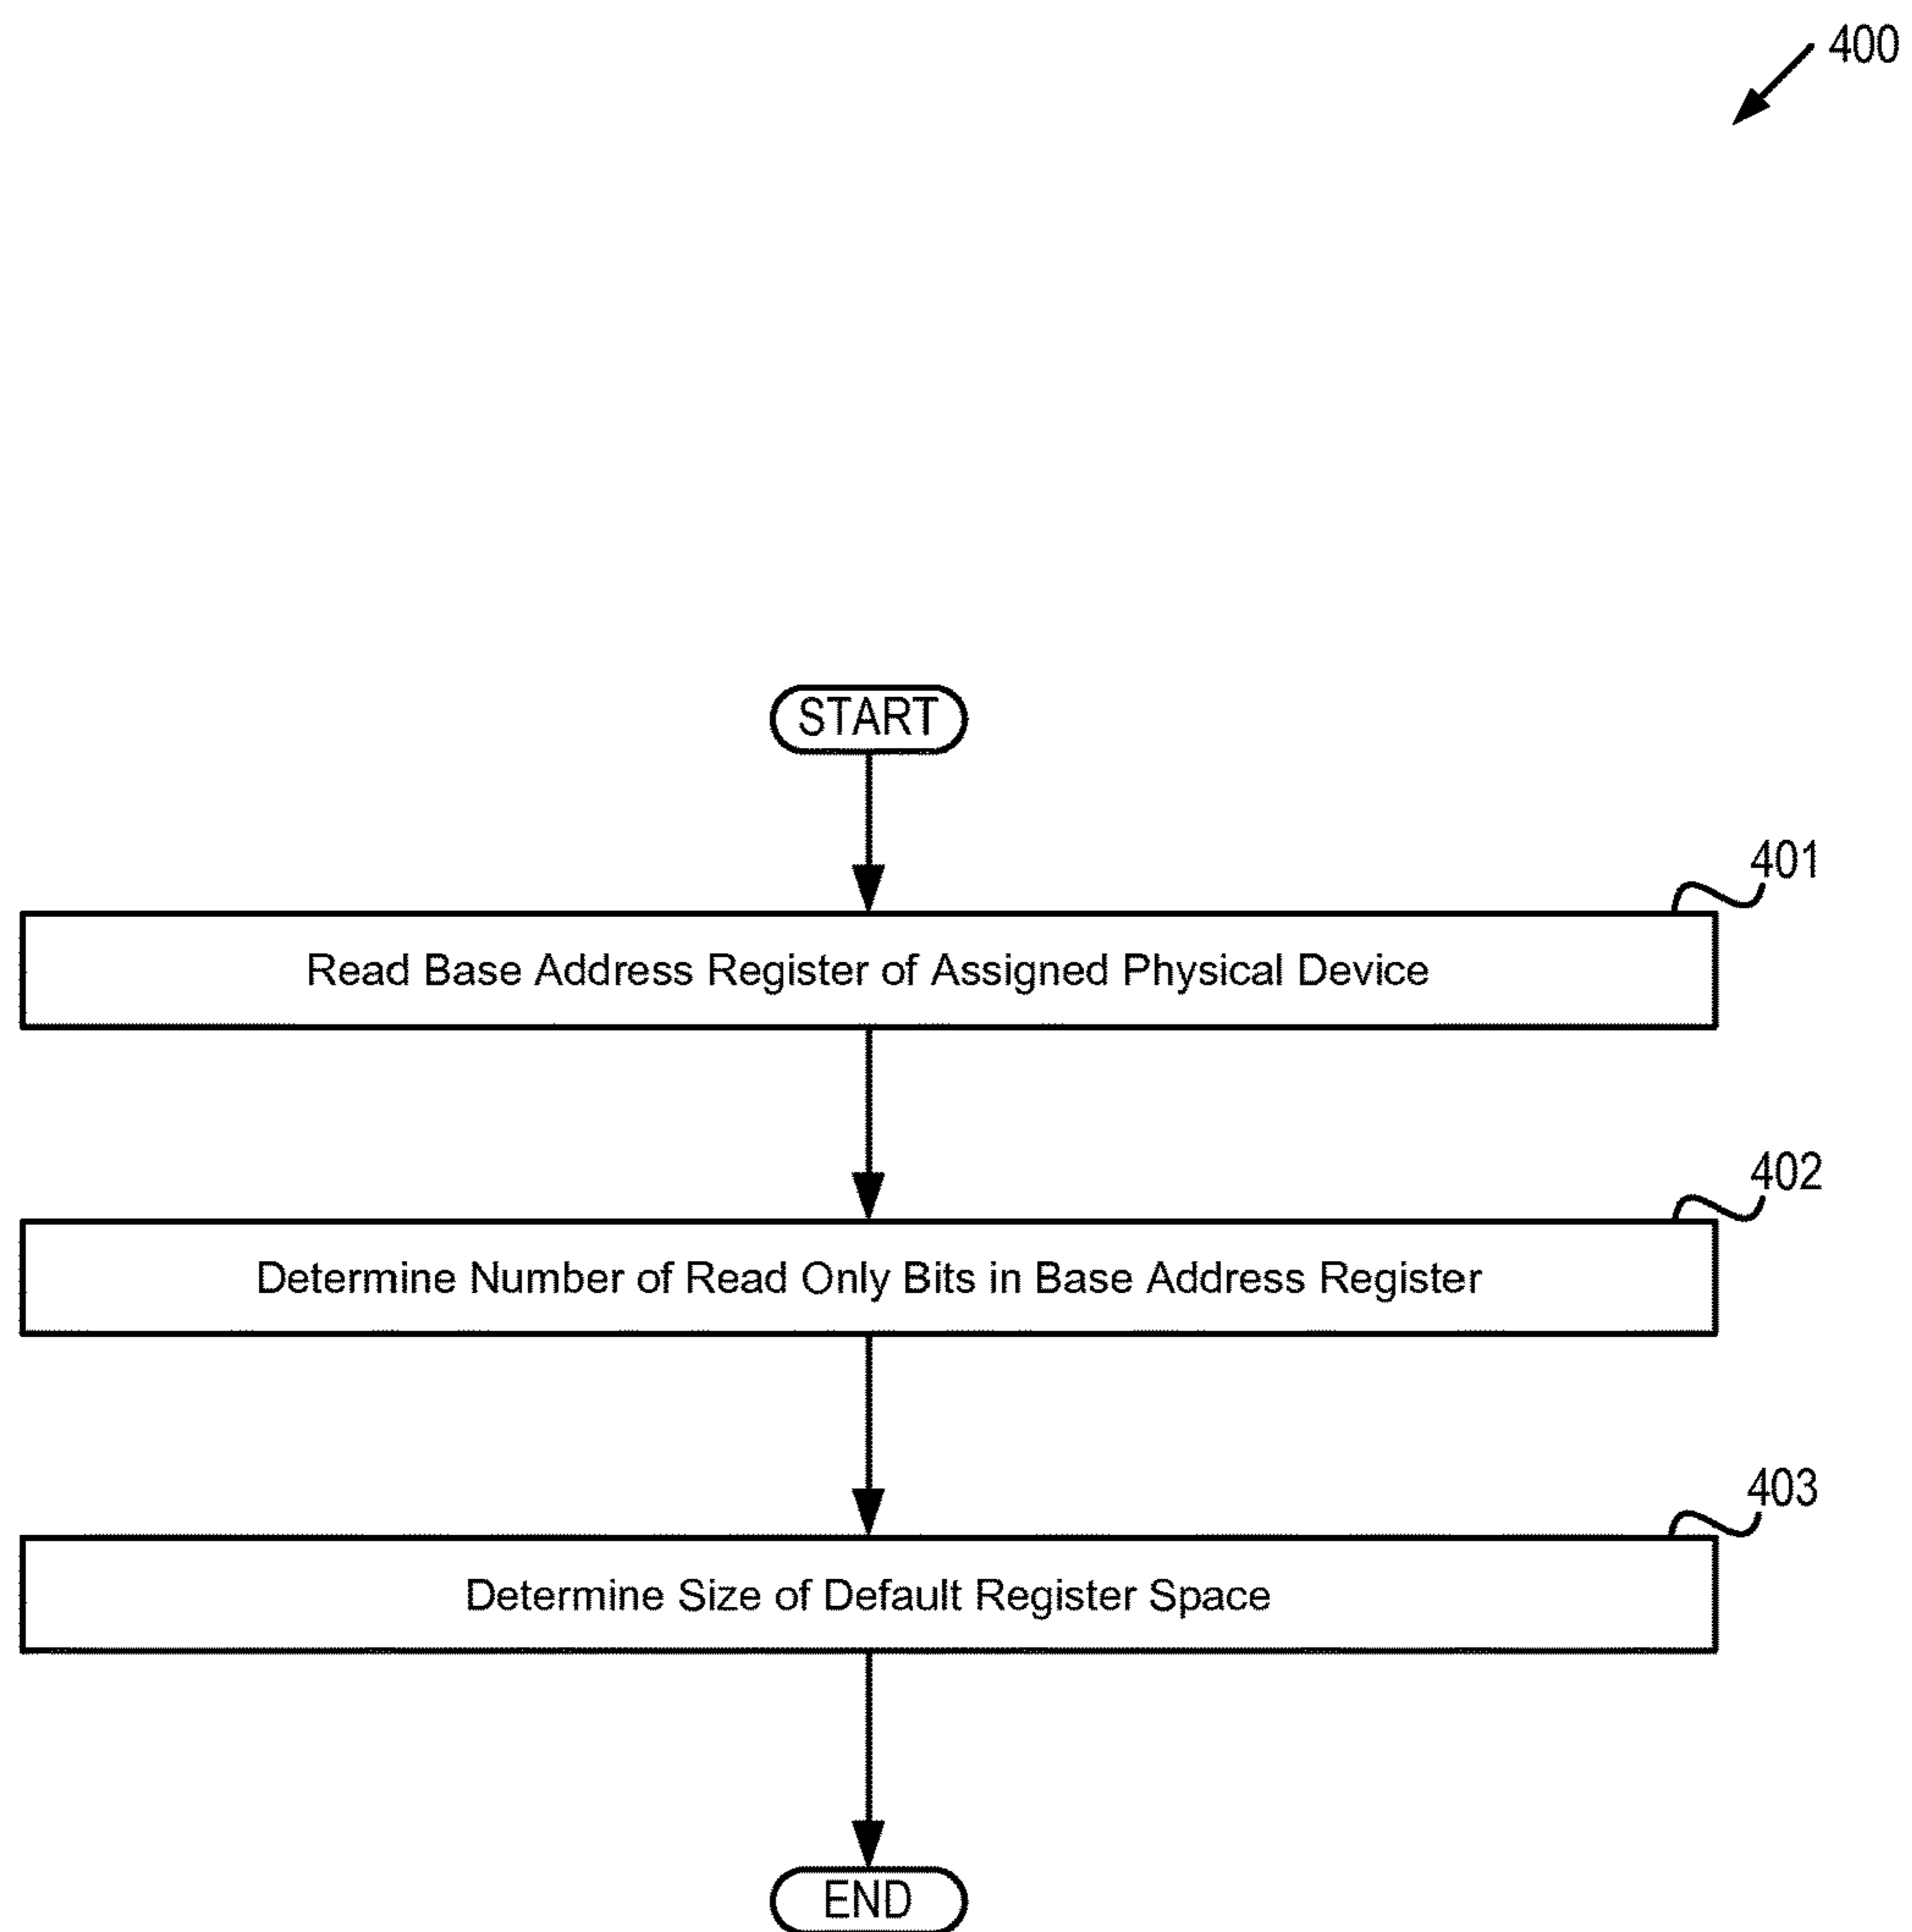 400
START
401
Read Base Address Register of Assigned Physical Device
402
Determine Number of Read Only Bits in Base Address Register
403
Determine Size of Default Register Space
END